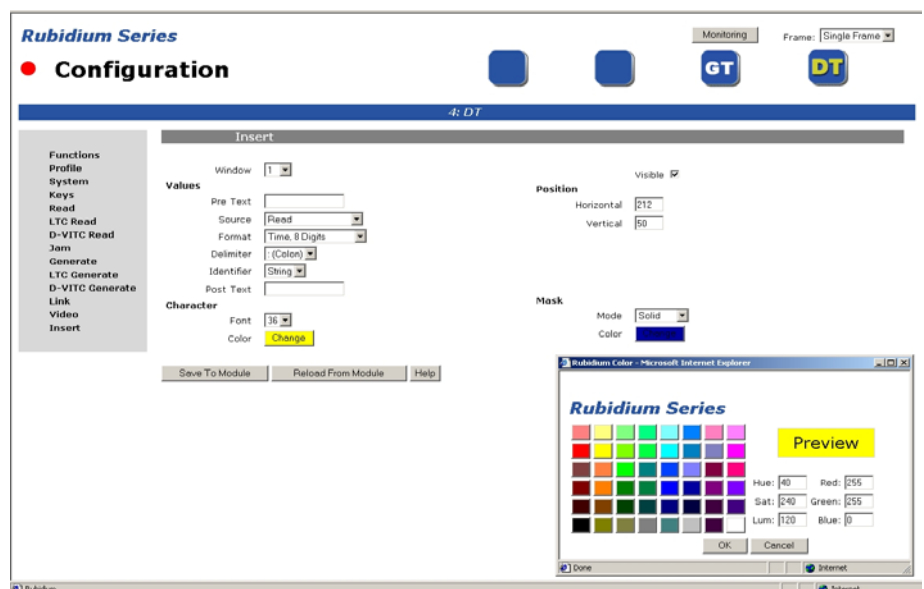 Rubidium Series
Monitoring
Frame: Single Frame
Configuration
GT
DT
4: DT
Insert
Functions
Profile
System
Keys
Read
LTC Read
D-VITC Read
Jam
Generate
LTC Generate
D-VITC Generate
Link
Video
Insert
Window 1
Visible
Values
Pre Text
Source Read
Format Time, 8 Digits
Delimiter : (Colon)
Identifier String
Post Text
Position
Horizontal 212
Vertical 50
Character
Font 36
Color Change
Mask
Mode Solid
Color
Save To Module
Reload From Module
Help
Rubidium Color - Microsoft Internet Explorer
Rubidium Series
Preview
Hue: 40 Red: 255
Sat: 240 Green: 255
Lum: 120 Blue: 0
OK
Cancel
Done
Internet